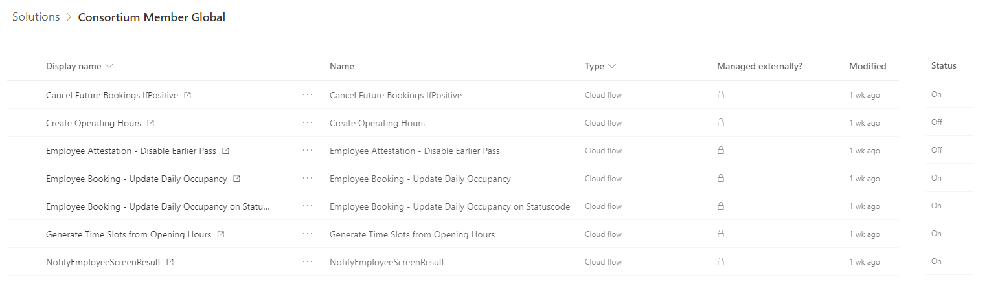 Solutions > Consortium Member Global
Display name Name Type Managed externally? Modified Status
Cancel Future Bookings IfPositive ... Cancel Future Bookings IfPositive Cloud flow 1 wk ago On
Create Operating Hours ... Create Operating Hours Cloud flow 1 wk ago Off
Employee Attestation - Disable Earlier Pass ... Employee Attestation - Disable Earlier Pass Cloud flow 1 wk ago Off
Employee Booking - Update Daily Occupancy ... Employee Booking - Update Daily Occupancy Cloud flow 1 wk ago On
Employee Booking - Update Daily Occupancy on Statu... ... Employee Booking - Update Daily Occupancy on Statuscode Cloud flow 1 wk ago On
Generate Time Slots from Opening Hours ... Generate Time Slots from Opening Hours Cloud flow 1 wk ago On
NotifyEmployeeScreenResult ... NotifyEmployeeScreenResult Cloud flow 1 wk ago On